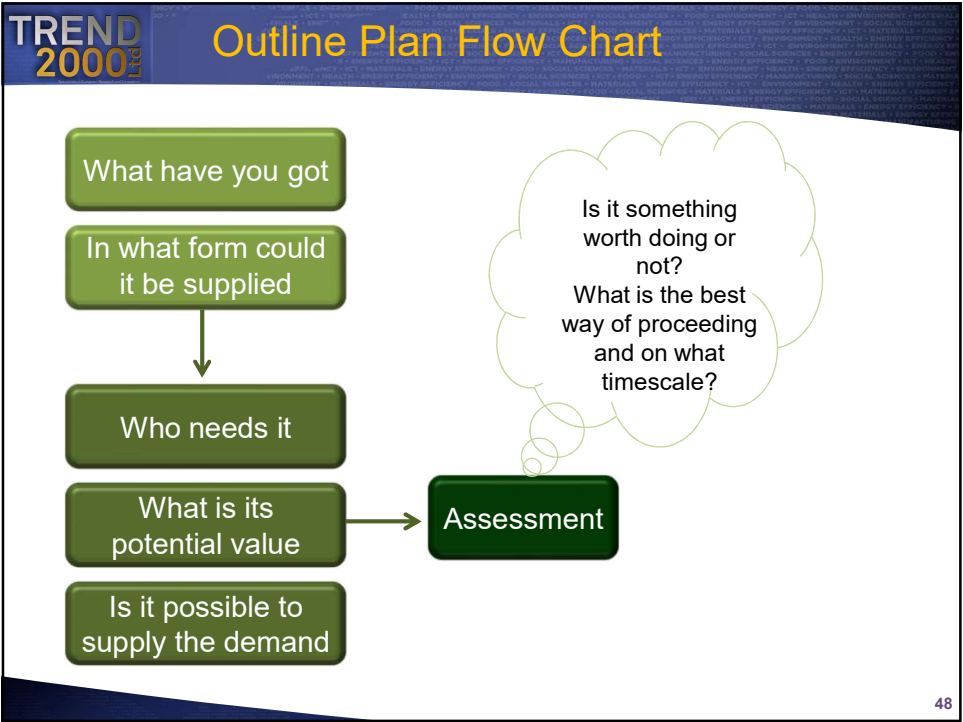 TREND
2000 Ltd
Outline Plan Flow Chart
What have you got
In what form could
it be supplied
Who needs it
What is its
potential value
Is it possible to
supply the demand
Assessment
Is it something
worth doing or
not?
What is the best
way of proceeding
and on what
timescale?
48